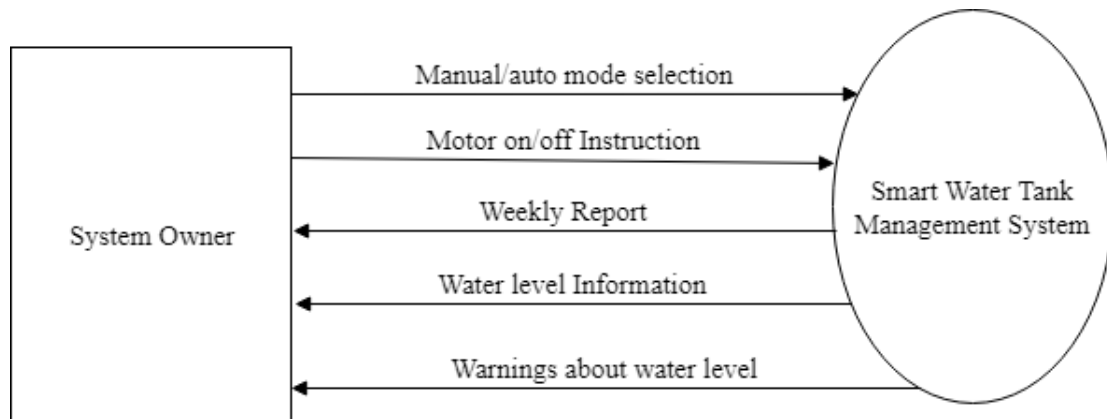 Manual/auto mode selection
Motor on/off Instruction
Weekly Report
System Owner
Water level Information
Warnings about water level
Smart Water Tank
Management System